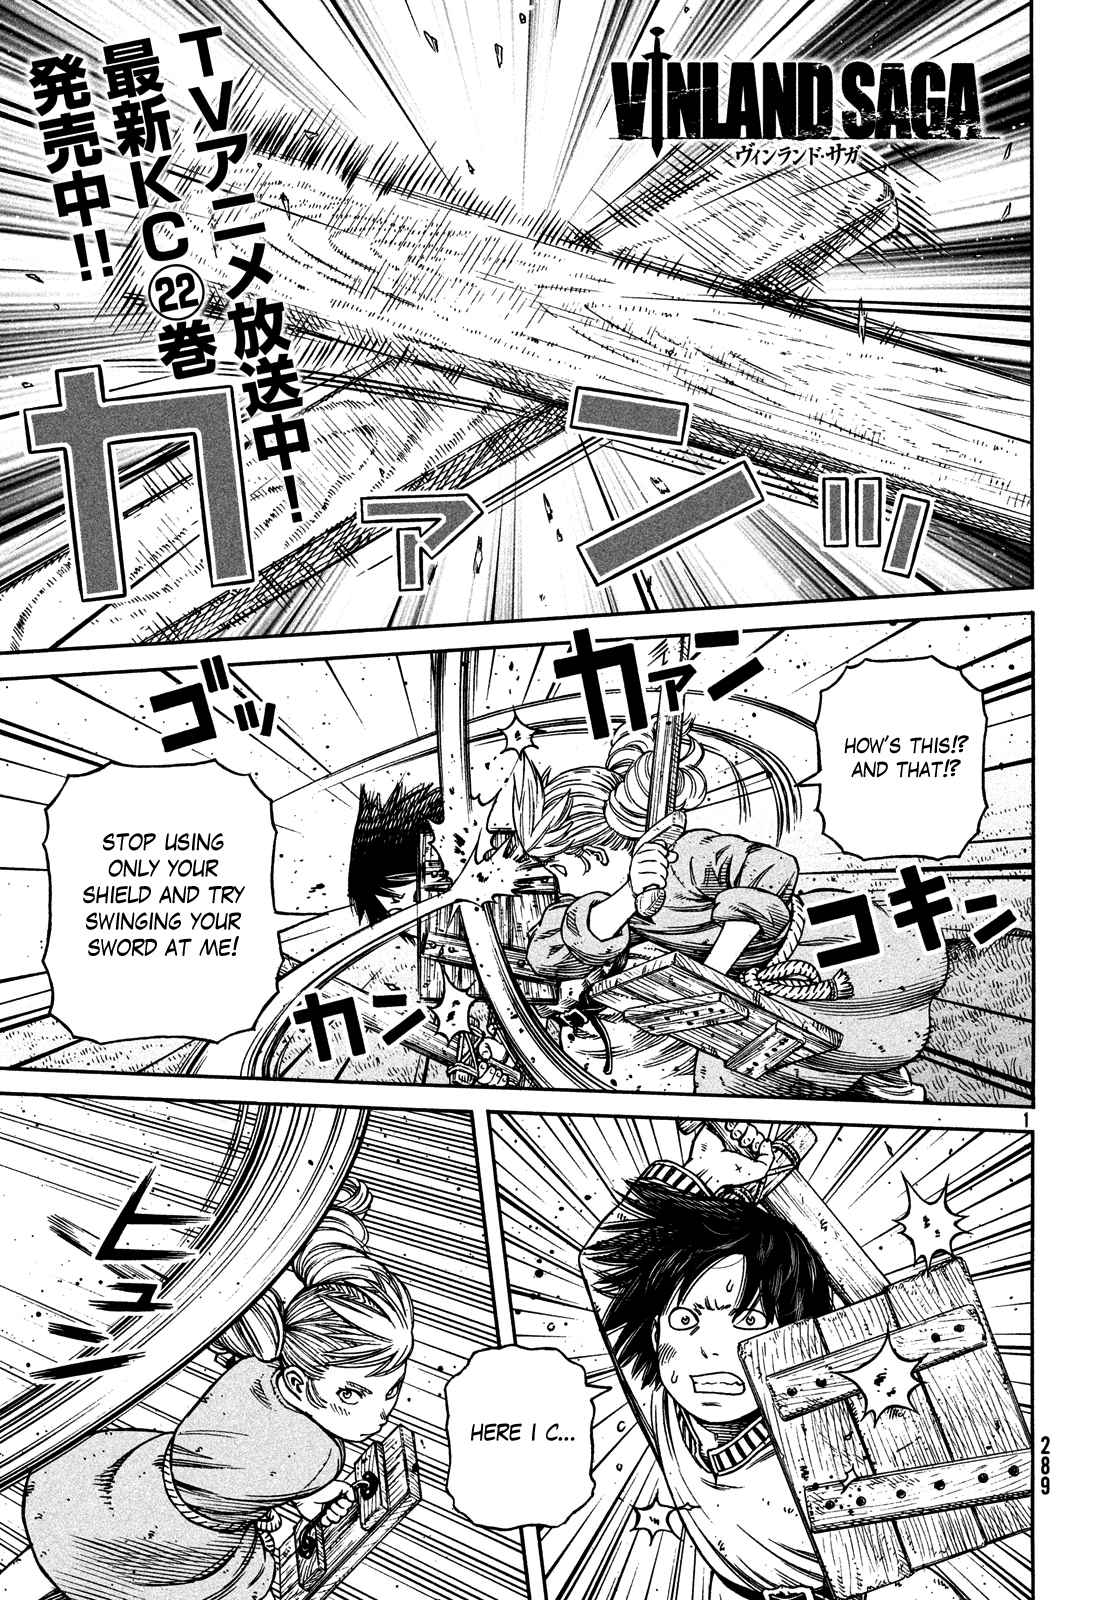 VINLAND SAGA
ヴィンランド・サガ
TVアニメ放送中!
最新KC㉒巻
発売中!!
カァンッ
HOW'S THIS!?
AND THAT!?
カァン
ゴッ
コキン
カン
STOP USING
ONLY YOUR
SHIELD AND TRY
SWINGING YOUR
SWORD AT ME!
1
HERE I C...
ヒュ
289